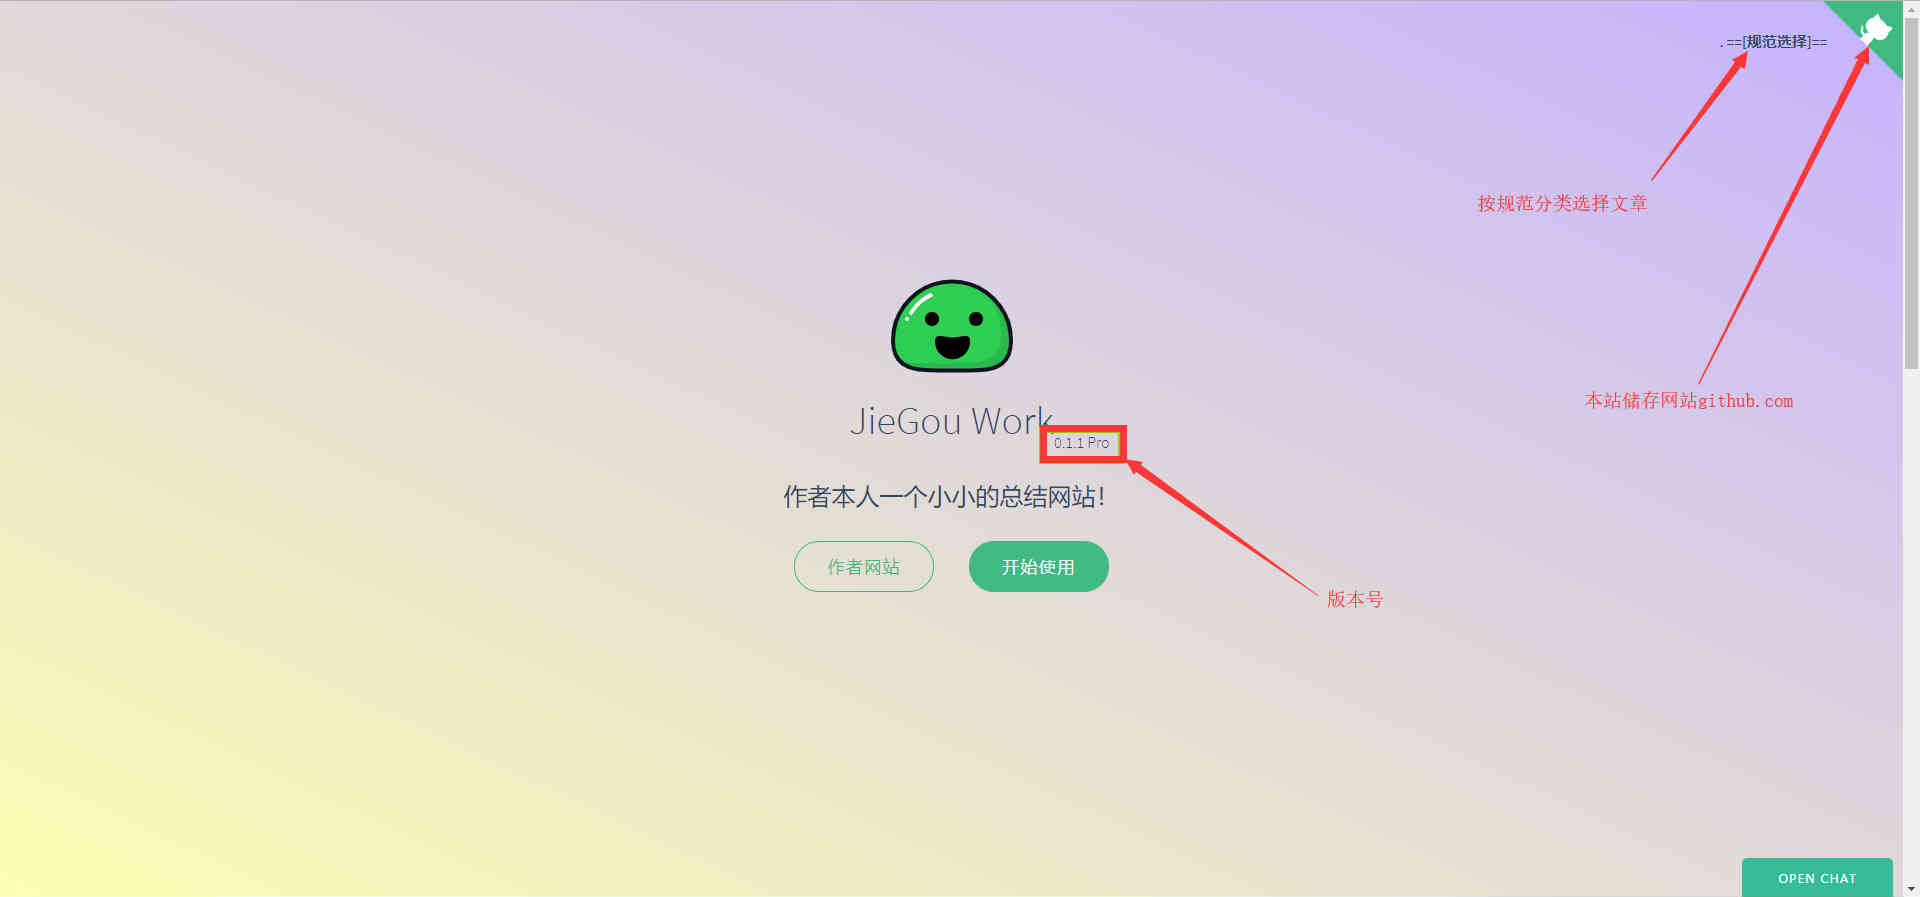 .==[规范选择]==
按规范分类选择文章
本站储存网站github.com
JieGou Work
0.1.1 Pro
作者本人一个小小的总结网站!
作者网站
开始使用
版本号
OPEN CHAT